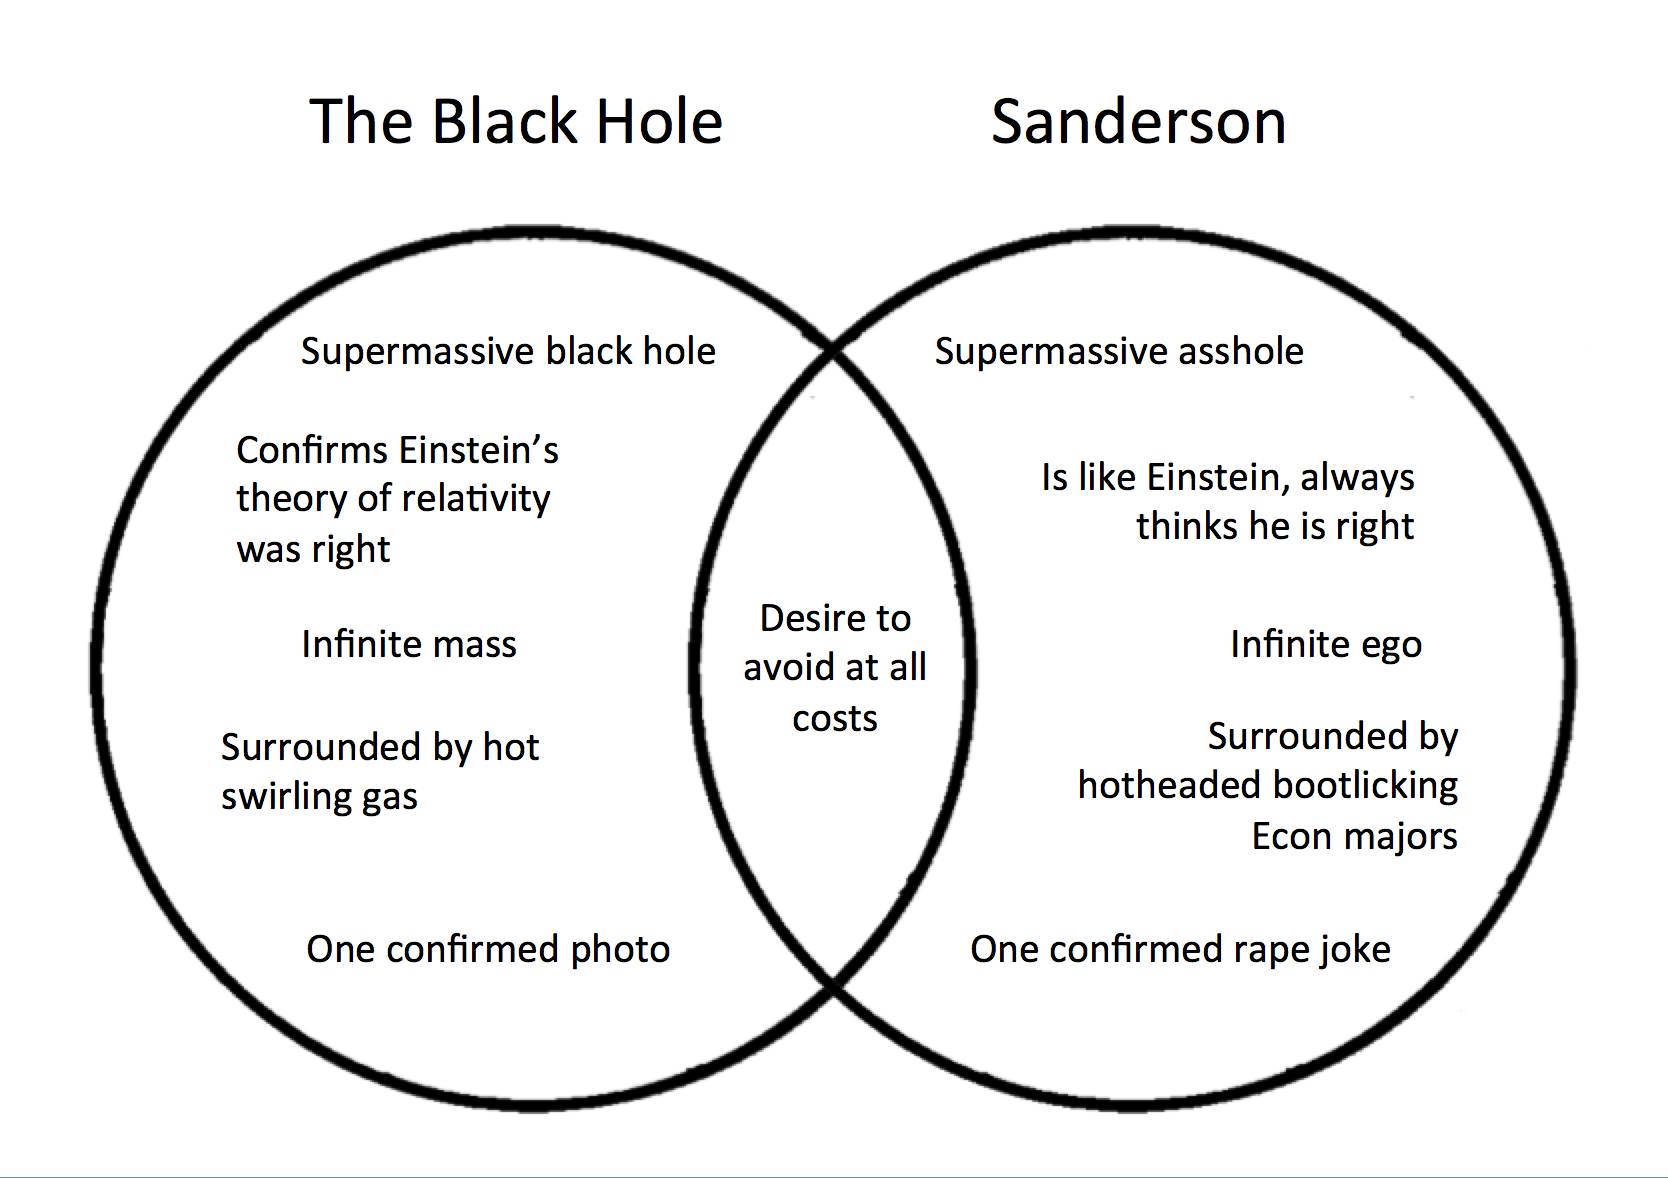 The Black Hole
Sanderson
Supermassive black hole
Confirms Einstein’s
theory of relativity
was right
Infinite mass
Surrounded by hot
swirling gas
One confirmed photo
Desire to
avoid at all
costs
Supermassive asshole
Is like Einstein, always
thinks he is right
Infinite ego
Surrounded by
hotheaded bootlicking
Econ majors
One confirmed rape joke